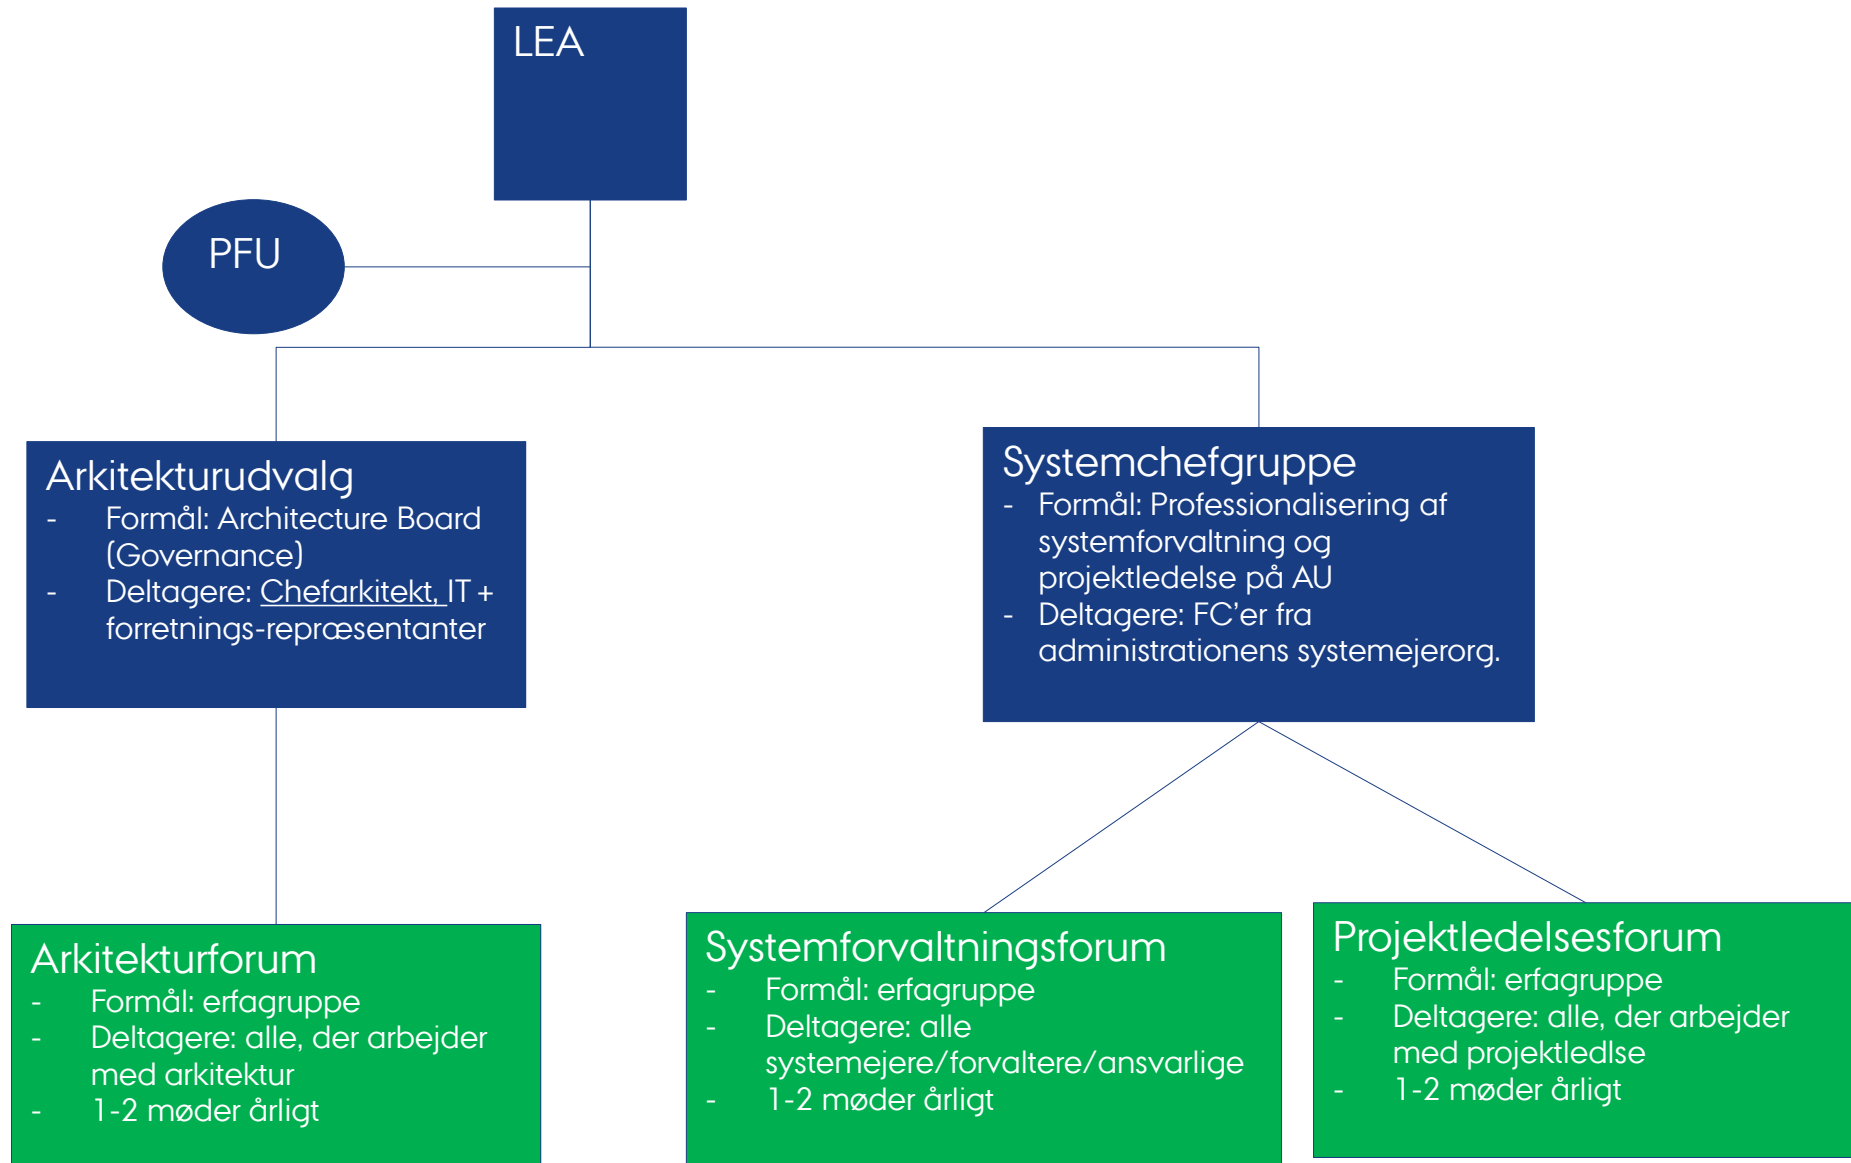 LEA
PFU
Arkitekturudvalg
- Formål: Architecture Board
(Governance)
- Deltagere: Chefarkitekt, IT +
forretnings-repræsentanter
Systemchefgruppe
- Formål: Professionalisering af
systemforvaltning og
projektledelse på AU
- Deltagere: FC’er fra
administrationens systemejerorg.
Arkitekturforum
- Formål: erfagruppe
- Deltagere: alle, der arbejder
med arkitektur
- 1-2 møder årligt
Systemforvaltningsforum
- Formål: erfagruppe
- Deltagere: alle
systemejere/forvaltere/ansvarlige
- 1-2 møder årligt
Projektledelsesforum
- Formål: erfagruppe
- Deltagere: alle, der arbejder
med projektledlse
- 1-2 møder årligt